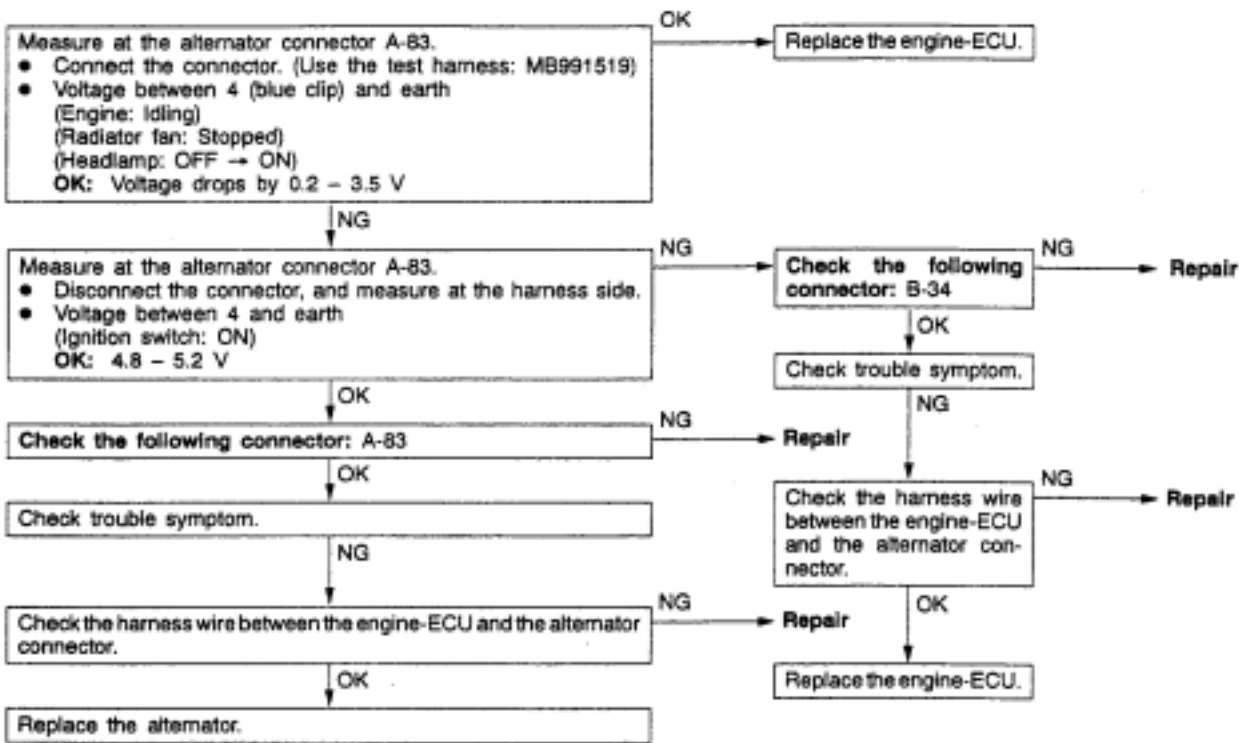 Measure at the alternator connector A-83.
● Connect the connector. (Use the test harness: MB991519)
● Voltage between 4 (blue clip) and earth
(Engine: Idling)
(Radiator fan: Stopped)
(Headlamp: OFF → ON)
OK: Voltage drops by 0.2 – 3.5 V
OK
Replace the engine-ECU.
NG
Measure at the alternator connector A-83.
● Disconnect the connector, and measure at the harness side.
● Voltage between 4 and earth
(Ignition switch: ON)
OK: 4.8 – 5.2 V
NG
Check the following
connector: B-34
NG
Repair
OK
Check trouble symptom.
NG
Check the harness wire
between the engine-ECU
and the alternator con-
nector.
NG
Repair
OK
Replace the engine-ECU.
OK
Check the following connector: A-83
NG
Repair
OK
Check trouble symptom.
NG
Check the harness wire between the engine-ECU and the alternator
connector.
NG
Repair
OK
Replace the alternator.